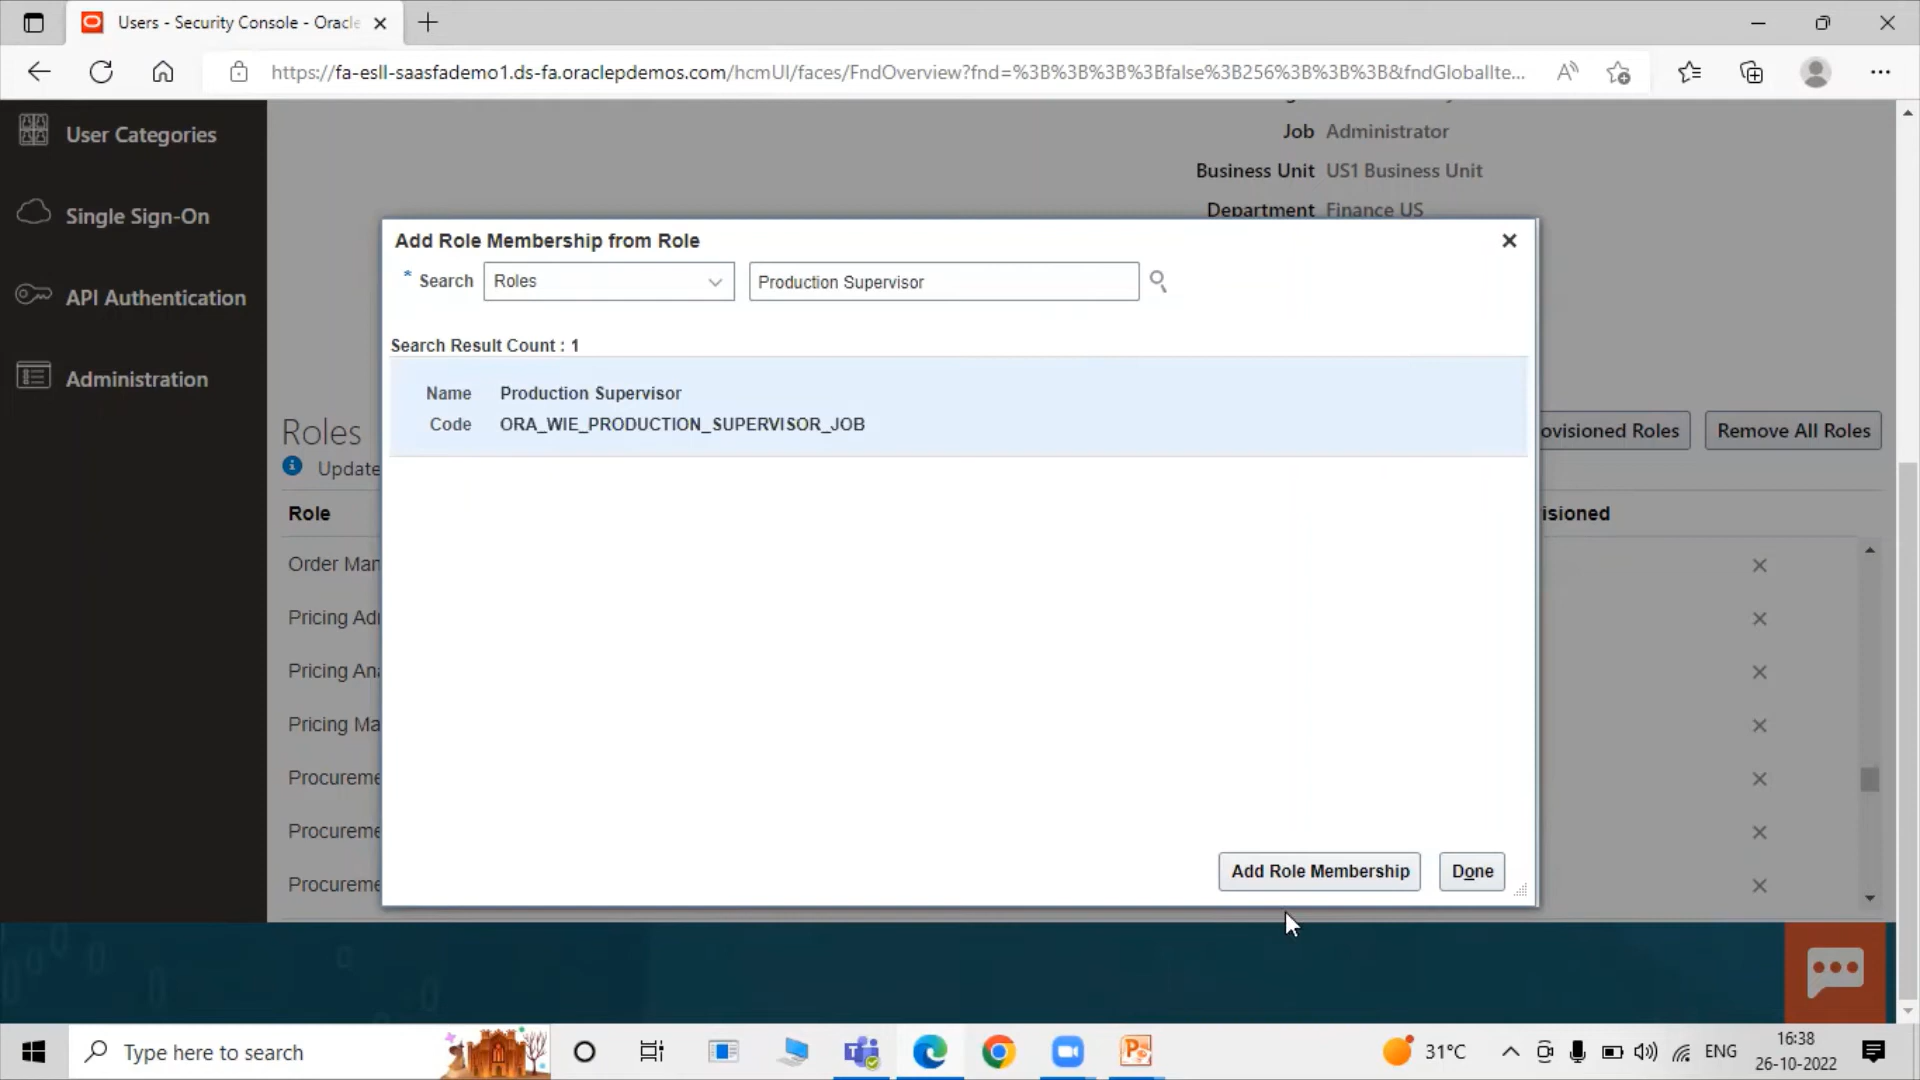 Users - Security Console - Oracle
https://fa-esll-saasfademo1.ds-fa.oraclepdemos.com/hcmUI/faces/FndOverview?fnd=%3B%3B%3B%3Bfalse%3B256%3B%3B%3B&fndGlobalIte...
User Categories
Single Sign-On
API Authentication
Administration
Job Administrator
Business Unit US1 Business Unit
Department Finance US
Add Role Membership from Role
* Search Roles Production Supervisor
Search Result Count : 1
Name Production Supervisor
Code ORA_WIE_PRODUCTION_SUPERVISOR_JOB
Roles
ovisioned Roles Remove All Roles
Update
Role
isioned
Order Man
Pricing Adr
Pricing Ana
Pricing Ma
Procureme
Procureme
Procureme
Add Role Membership Done
Type here to search
31°C
ENG
16:38
26-10-2022